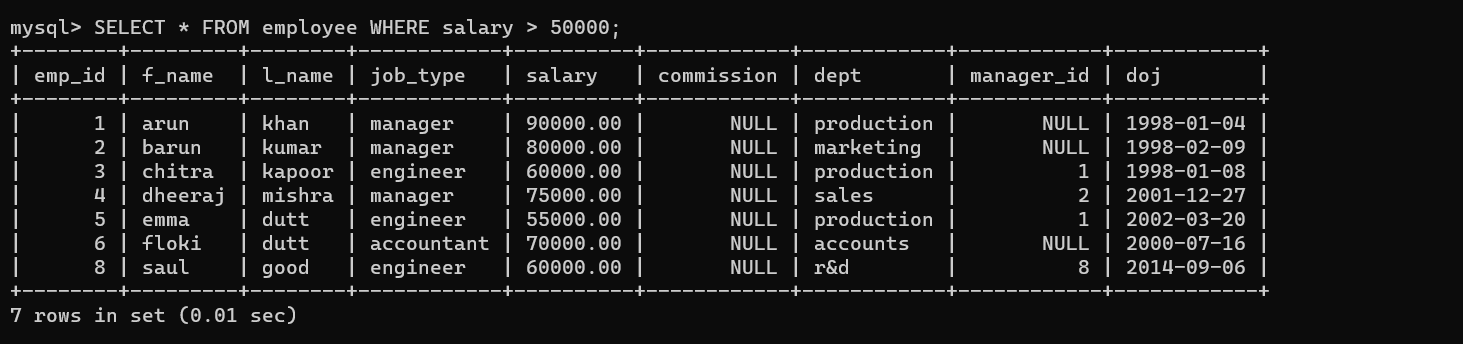 mysql> SELECT * FROM employee WHERE salary > 50000;
+--------+---------+--------+------------+----------+------------+------------+------------+------------+
| emp_id | f_name  | l_name | job_type   | salary   | commission | dept       | manager_id | doj        |
+--------+---------+--------+------------+----------+------------+------------+------------+------------+
|      1 | arun    | khan   | manager    | 90000.00 |       NULL | production |       NULL | 1998-01-04 |
|      2 | barun   | kumar  | manager    | 80000.00 |       NULL | marketing  |       NULL | 1998-02-09 |
|      3 | chitra  | kapoor | engineer   | 60000.00 |       NULL | production |          1 | 1998-01-08 |
|      4 | dheeraj | mishra | manager    | 75000.00 |       NULL | sales      |          2 | 2001-12-27 |
|      5 | emma    | dutt   | engineer   | 55000.00 |       NULL | production |          1 | 2002-03-20 |
|      6 | floki   | dutt   | accountant | 70000.00 |       NULL | accounts   |       NULL | 2000-07-16 |
|      8 | saul    | good   | engineer   | 60000.00 |       NULL | r&d        |          8 | 2014-09-06 |
+--------+---------+--------+------------+----------+------------+------------+------------+------------+
7 rows in set (0.01 sec)